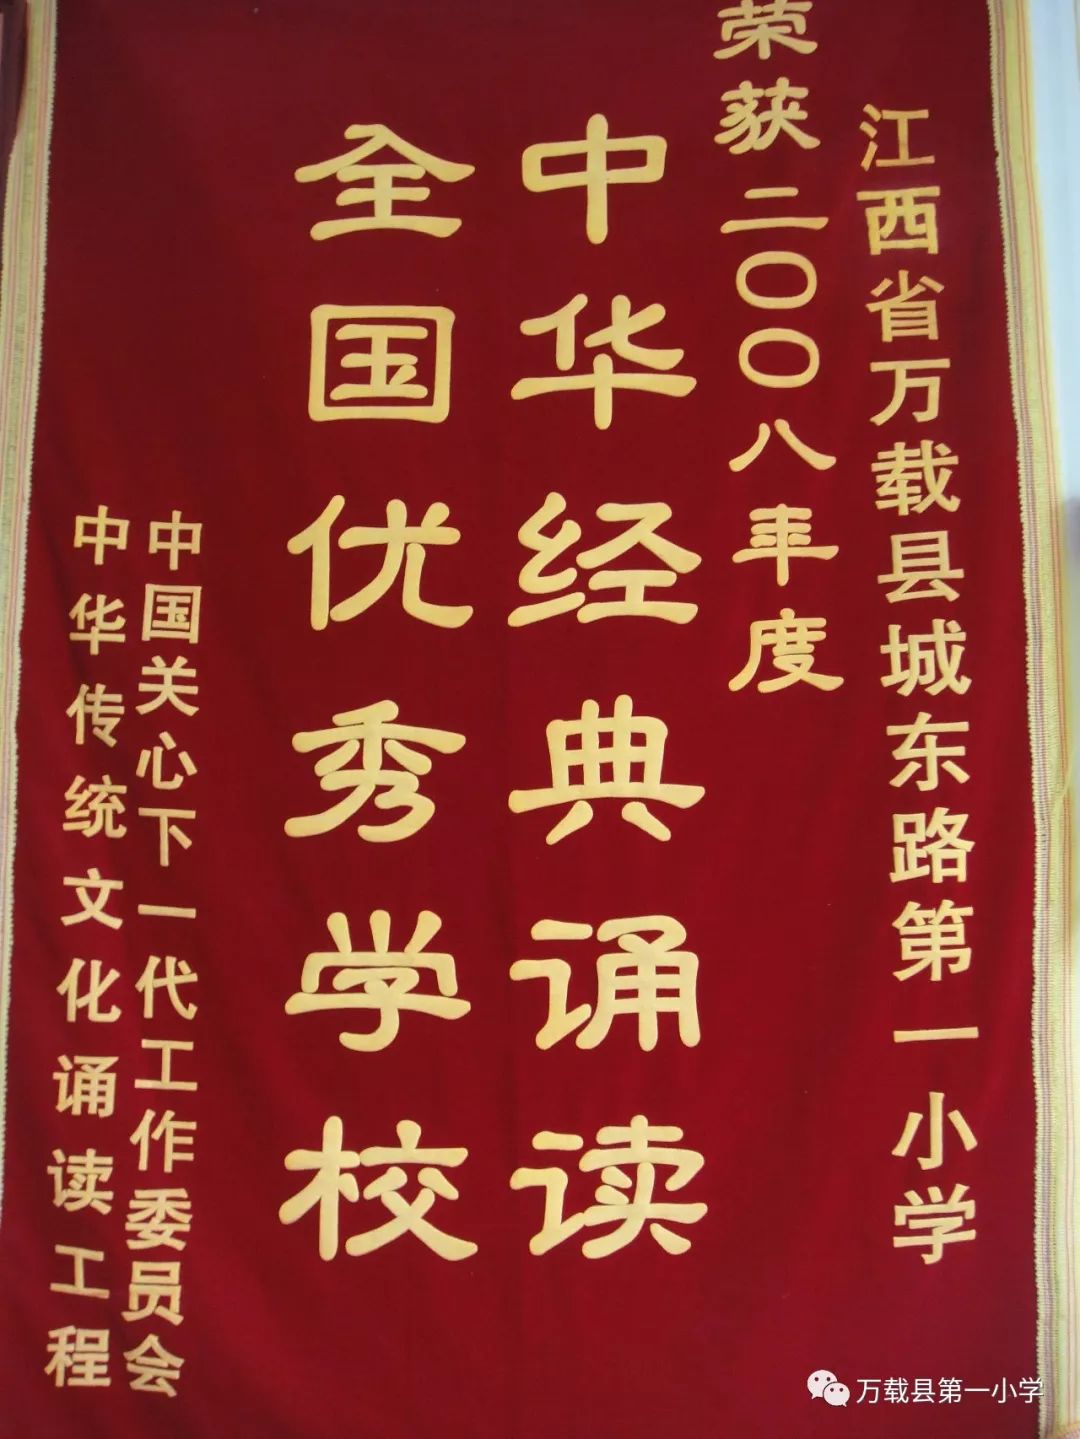 江西省万载县城东路第一小学
荣获二〇〇八年度
中华经典诵读
全国优秀学校
中国关心下一代工作委员会
中华传统文化诵读工程
万载县第一小学